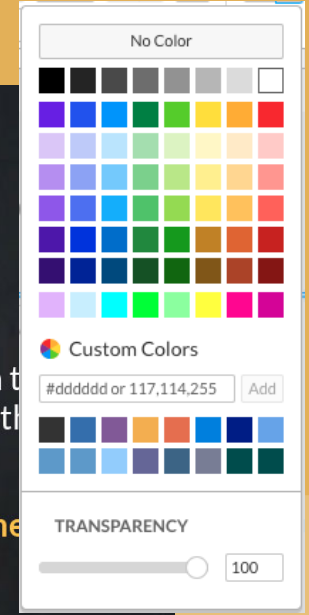 No Color
Custom Colors
#dddddd or 117,114,255
Add
TRANSPARENCY
100